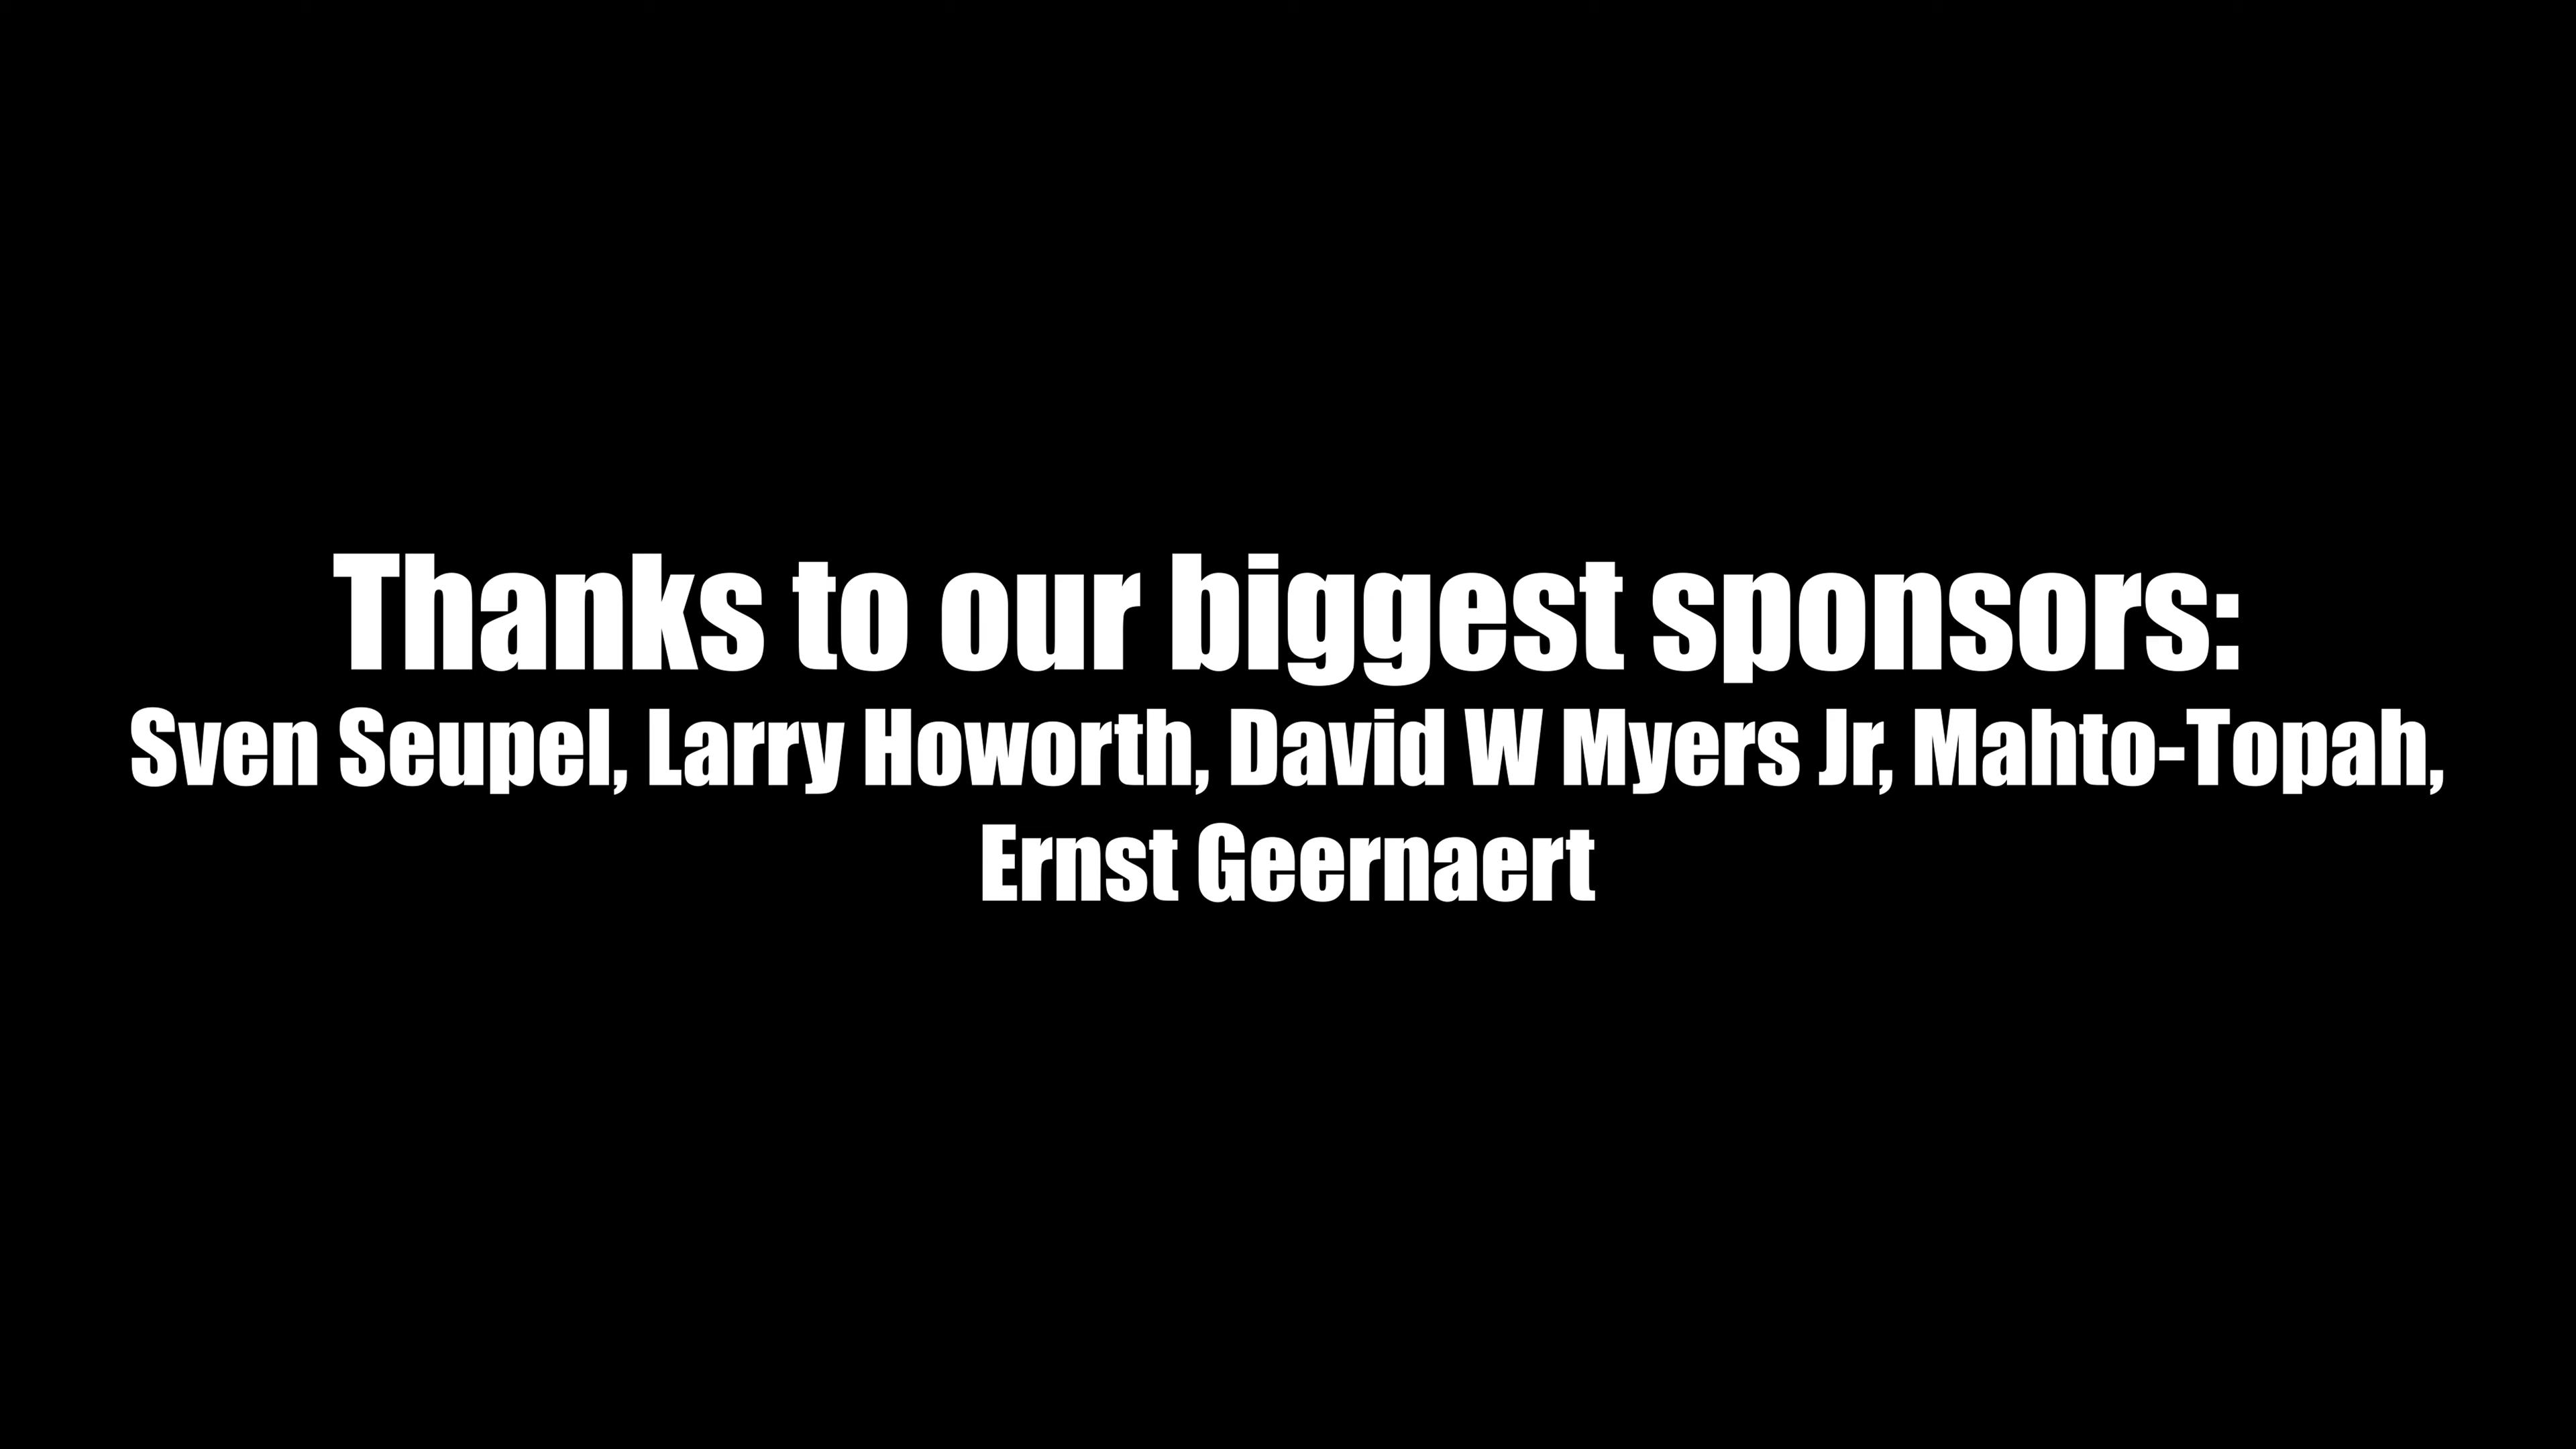 Thanks to our biggest sponsors:
Sven Seupel, Larry Howorth, David W Myers Jr, Mahto-Topah,
Ernst Geernaert